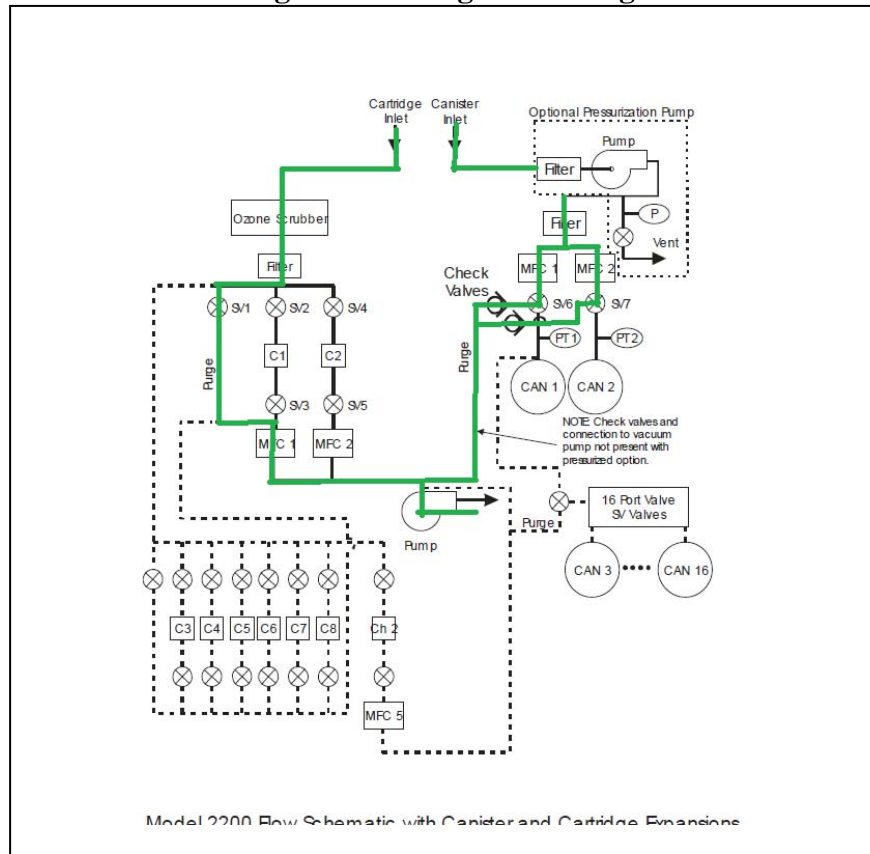 Cartridge Inlet
Canister Inlet
Optional Pressurization Pump
Pump
Filter
P
Vent
Ozone Scrubber
Filter
Filter
MFC 1
MFC 2
Check Valves
SV1
SV2
SV4
SV6
SV7
PT1
PT2
C1
C2
Purge
Purge
CAN 1
CAN 2
SV3
SV5
MFC 1
MFC 2
NOTE: Check valves and
connection to vacuum
pump not present with
pressurized option.
16 Port Valve
SV Valves
Purge
Pump
CAN 3
CAN 16
C3
C4
C5
C6
C7
C8
Ch 2
MFC 5
Model 2200 Flow Schematic with Canister and Cartridge Expansions